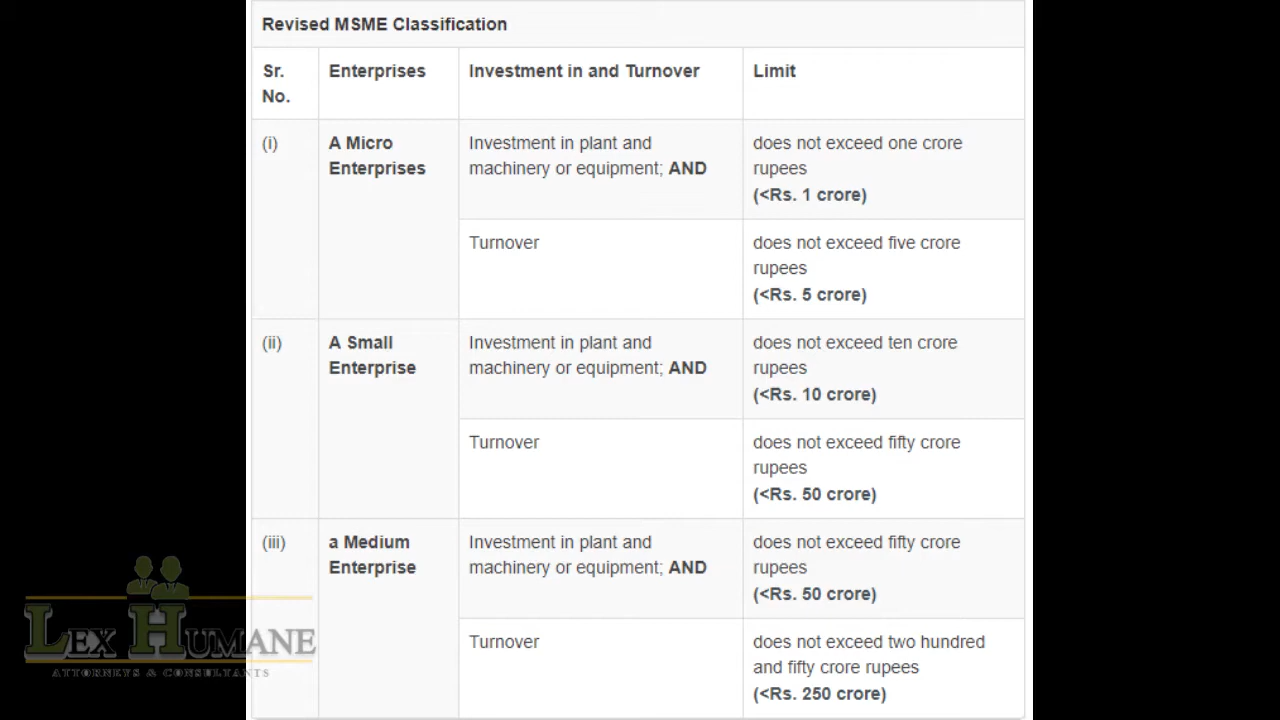 Revised MSME Classification
Sr. No.
Enterprises
Investment in and Turnover
Limit
(i)
A Micro
Enterprises
Investment in plant and
machinery or equipment; AND
does not exceed one crore
rupees
(<Rs. 1 crore)
Turnover
does not exceed five crore
rupees
(<Rs. 5 crore)
(ii)
A Small
Enterprise
Investment in plant and
machinery or equipment; AND
does not exceed ten crore
rupees
(<Rs. 10 crore)
Turnover
does not exceed fifty crore
rupees
(<Rs. 50 crore)
(iii)
a Medium
Enterprise
Investment in plant and
machinery or equipment; AND
does not exceed fifty crore
rupees
(<Rs. 50 crore)
Turnover
does not exceed two hundred
and fifty crore rupees
(<Rs. 250 crore)
LEX HUMANE
ATTORNEYS & CONSULTANTS